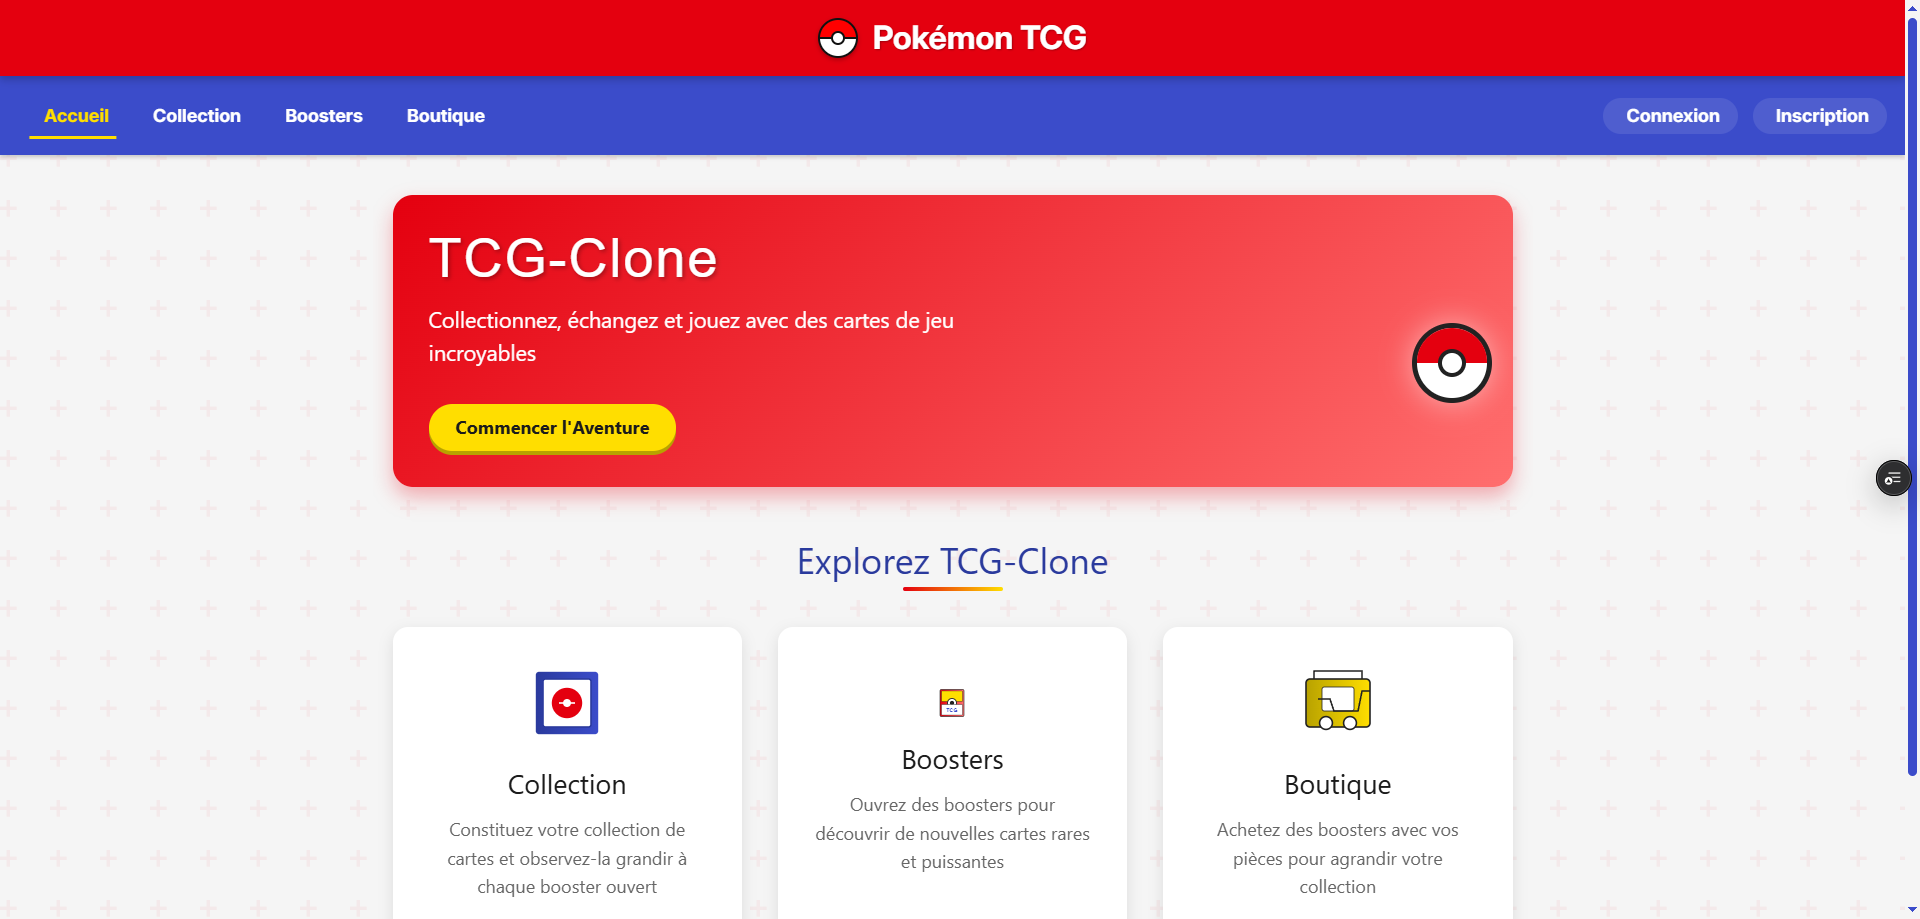 Pokémon TCG
Accueil Collection Boosters Boutique Connexion Inscription
TCG-Clone
Collectionnez, échangez et jouez avec des cartes de jeu
incroyables
Commencer l'Aventure
Explorez TCG-Clone
TCG
Collection
Constituez votre collection de
cartes et observez-la grandir à
chaque booster ouvert
Boosters
Ouvrez des boosters pour
découvrir de nouvelles cartes rares
et puissantes
Boutique
Achetez des boosters avec vos
pièces pour agrandir votre
collection